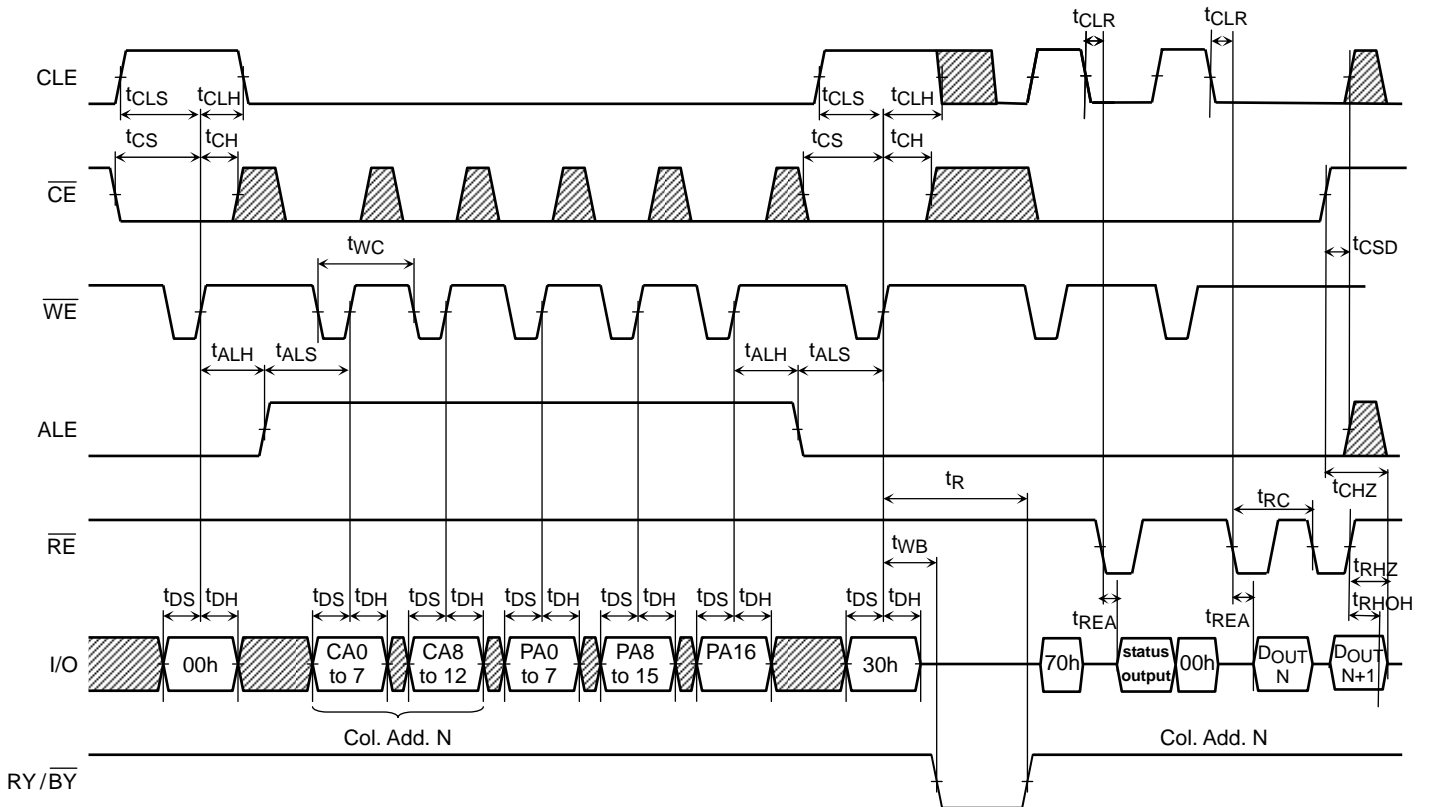 tCLR tCLR
CLE
tCLS tCLH tCLS tCLH
tCS tCH tCS tCH
CE
tWC tCSD
WE
tALH tALS tALH tALS
ALE
tR tCHZ
tRC
RE
tWB
tRHZ
tDS tDH tDS tDH tDS tDH tDS tDH tDS tDH tDS tDH tDS tDH tREA tREA tRHOH
I/O 00h CA0 to 7 CA8 to 12 PA0 to 7 PA8 to 15 PA16 30h 70h status output 00h DOUT N DOUT N+1
Col. Add. N Col. Add. N
RY/BY